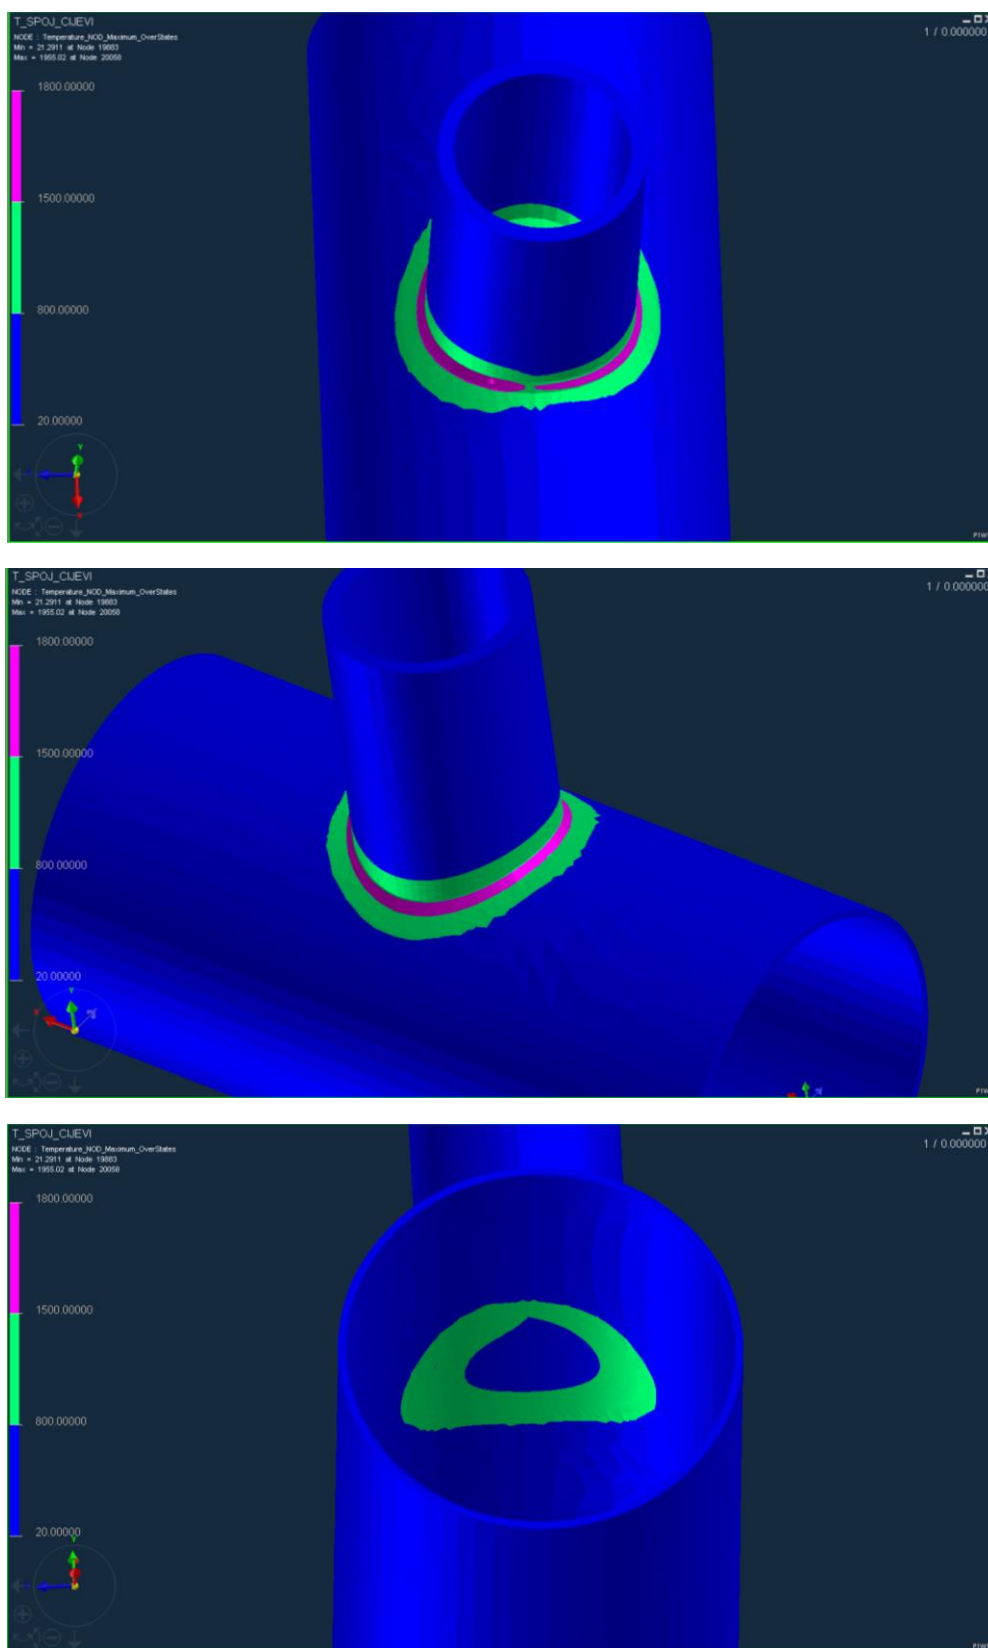 T_SPOJ_CIJEVI
NODE : Temperature_NOD_Maximum_OverStates
Min = 21.2911 at Node 19883
Max = 1955.02 at Node 20058
1 / 0.000000
1800.00000
1500.00000
800.00000
20.00000
Y
X
T_SPOJ_CIJEVI
NODE : Temperature_NOD_Maximum_OverStates
Min = 21.2911 at Node 19883
Max = 1955.02 at Node 20058
1 / 0.000000
1800.00000
1500.00000
800.00000
20.00000
Y
X
T_SPOJ_CIJEVI
NODE : Temperature_NOD_Maximum_OverStates
Min = 21.2911 at Node 19883
Max = 1955.02 at Node 20058
1 / 0.000000
1800.00000
1500.00000
800.00000
20.00000
Y